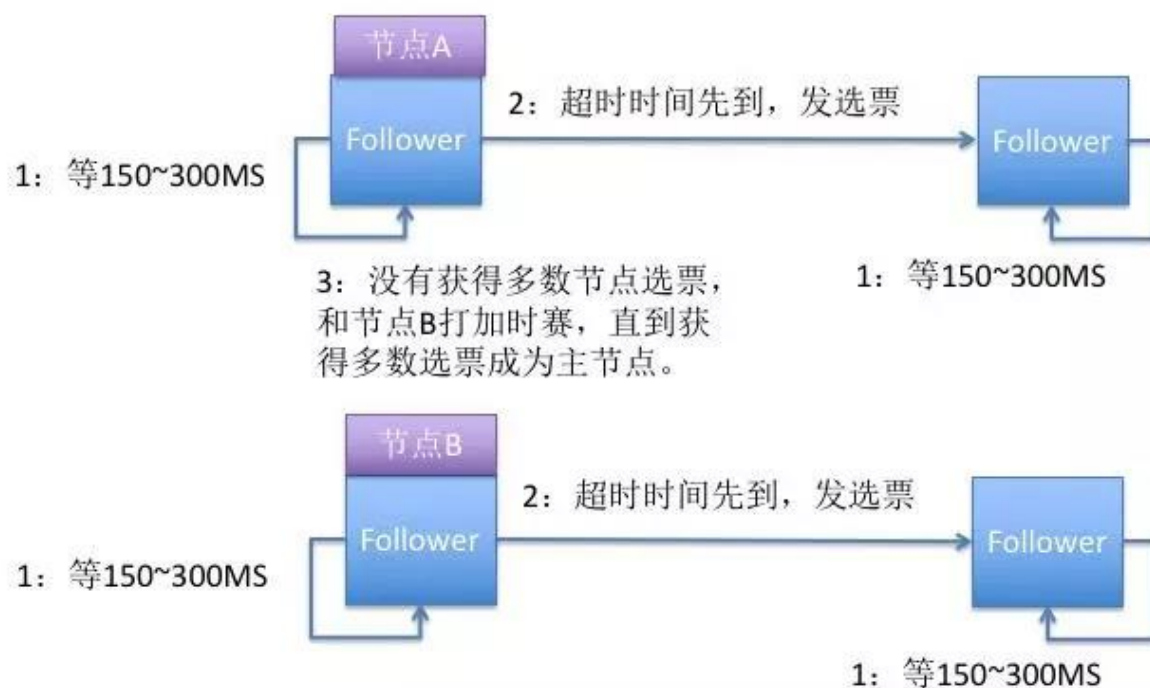 节点A
2：超时时间先到，发选票
Follower
Follower
1：等150~300MS
3：没有获得多数节点选票，
和节点B打加时赛，直到获
得多数选票成为主节点。
1：等150~300MS
节点B
2：超时时间先到，发选票
Follower
Follower
1：等150~300MS
1：等150~300MS